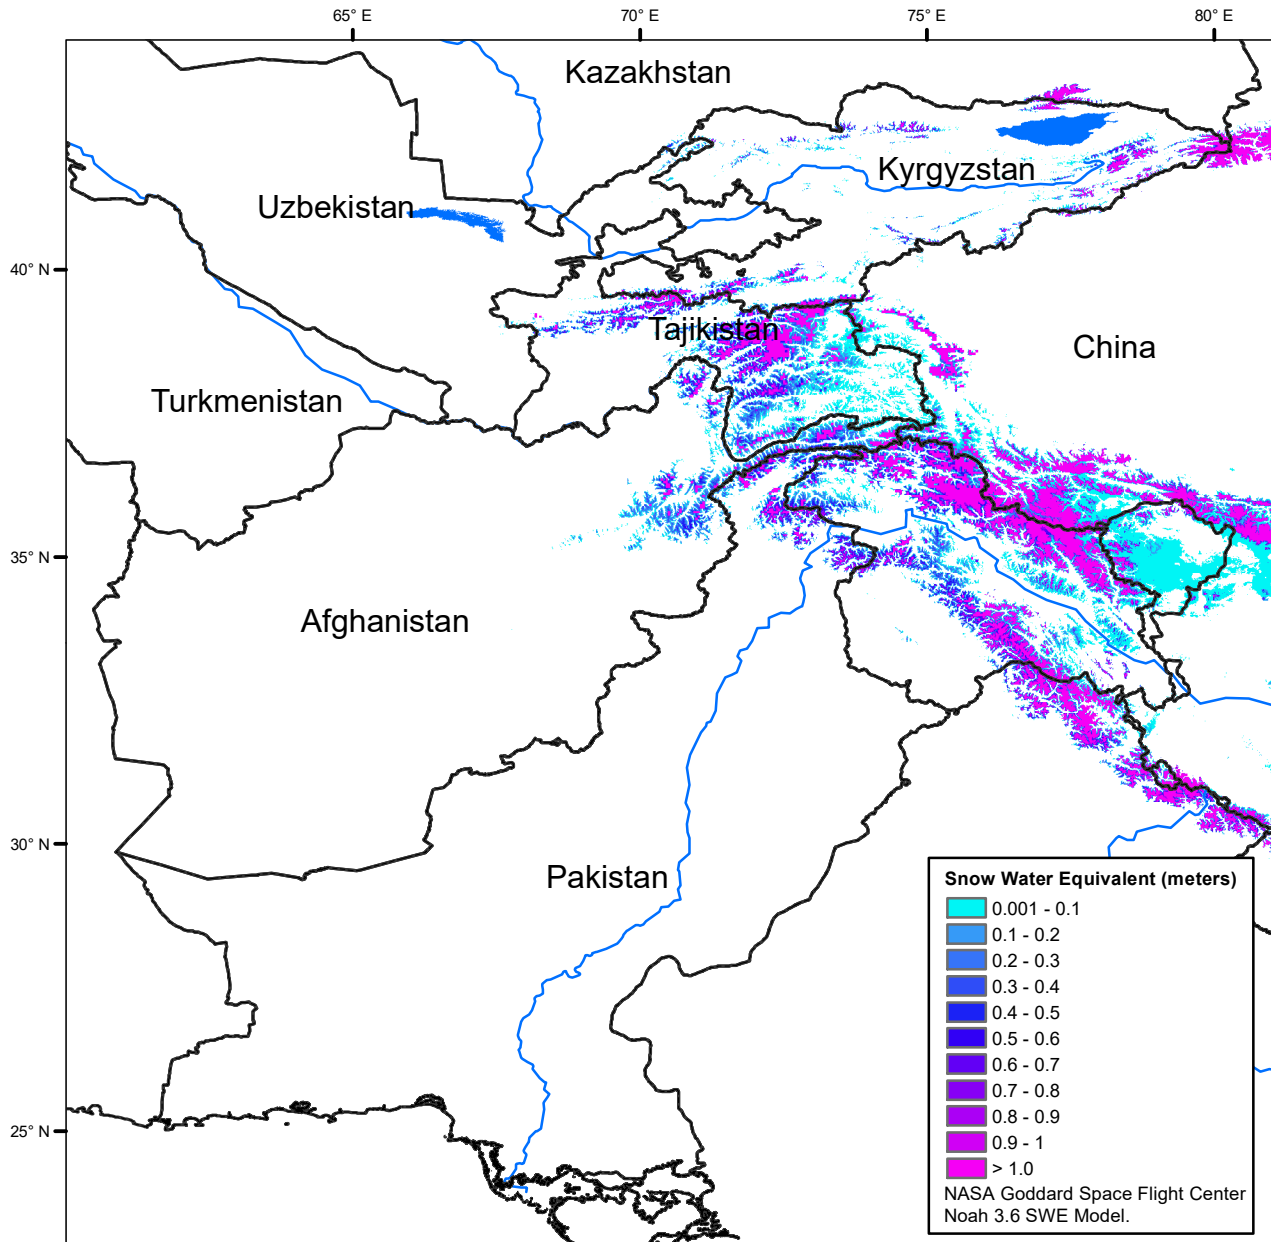 65° E
70° E
75° E
80° E
Kazakhstan
Kyrgyzstan
Uzbekistan
40° N
Tajikistan
China
Turkmenistan
35° N
Afghanistan
30° N
Pakistan
25° N
Snow Water Equivalent (meters)
0.001 - 0.1
0.1 - 0.2
0.2 - 0.3
0.3 - 0.4
0.4 - 0.5
0.5 - 0.6
0.6 - 0.7
0.7 - 0.8
0.8 - 0.9
0.9 - 1
> 1.0
NASA Goddard Space Flight Center
Noah 3.6 SWE Model.